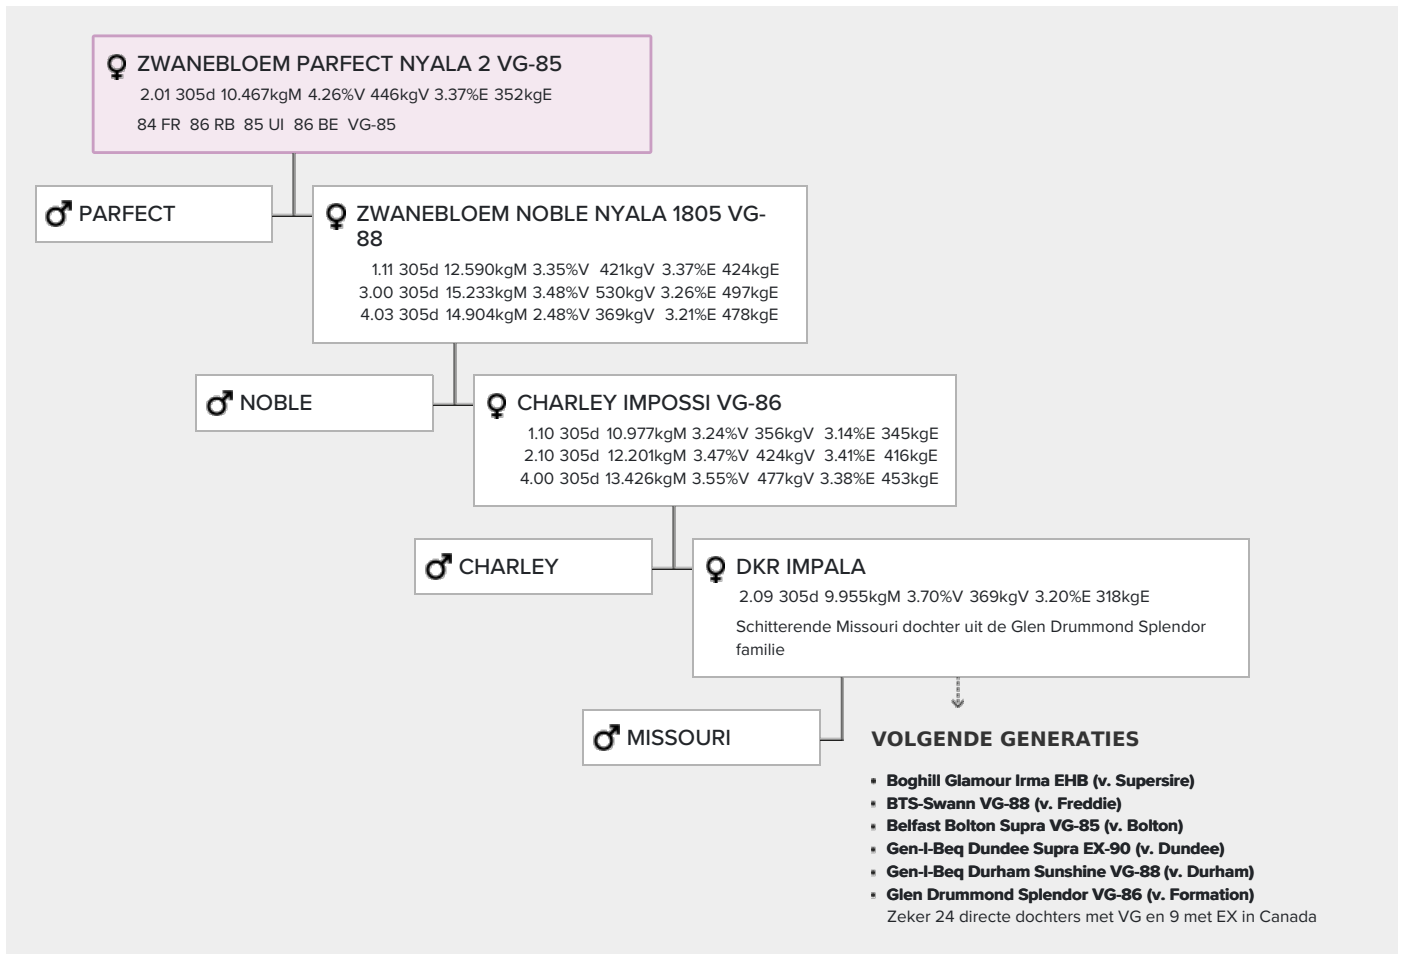 ZWANEBLOEM PARFECT NYALA 2 VG-85
2.01 305d 10.467kgM 4.26%V 446kgV 3.37%E 352kgE
84 FR 86 RB 85 UI 86 BE VG-85
PARFECT
ZWANEBLOEM NOBLE NYALA 1805 VG-
88
1.11 305d 12.590kgM 3.35%V 421kgV 3.37%E 424kgE
3.00 305d 15.233kgM 3.48%V 530kgV 3.26%E 497kgE
4.03 305d 14.904kgM 2.48%V 369kgV 3.21%E 478kgE
NOBLE
CHARLEY IMPOSSI VG-86
1.10 305d 10.977kgM 3.24%V 356kgV 3.14%E 345kgE
2.10 305d 12.201kgM 3.47%V 424kgV 3.41%E 416kgE
4.00 305d 13.426kgM 3.55%V 477kgV 3.38%E 453kgE
CHARLEY
DKR IMPALA
2.09 305d 9.955kgM 3.70%V 369kgV 3.20%E 318kgE
Schitterende Missouri dochter uit de Glen Drummond Splendor
familie
MISSOURI
VOLGENDE GENERATIES
Boghill Glamour Irma EHB (v. Supersire)
BTS-Swann VG-88 (v. Freddie)
Belfast Bolton Supra VG-85 (v. Bolton)
Gen-I-Beq Dundee Supra EX-90 (v. Dundee)
Gen-I-Beq Durham Sunshine VG-88 (v. Durham)
Glen Drummond Splendor VG-86 (v. Formation)
Zeker 24 directe dochters met VG en 9 met EX in Canada